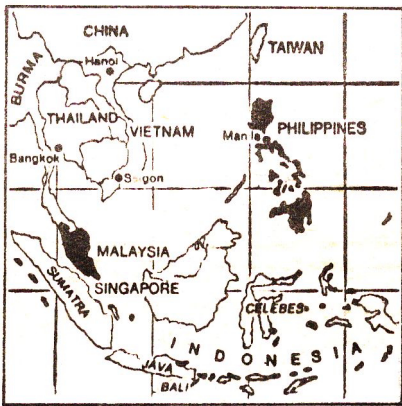 CHINA
Hanoi
TAIWAN
BURMA
THAILAND
VIETNAM
Manila
PHILIPPINES
Bangkok
Saigon
MALAYSIA
SINGAPORE
SUMATRA
CELEBES
INDONESIA
JAVA
BALI